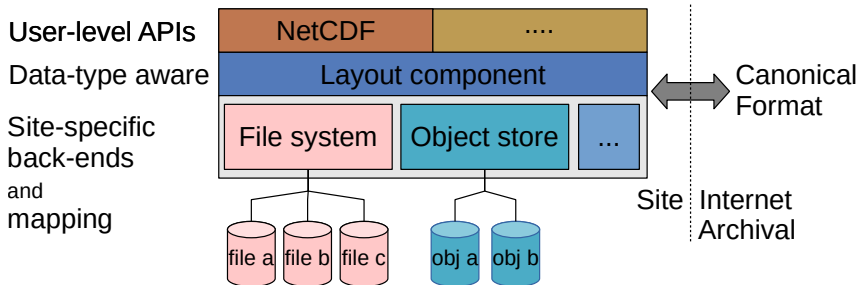 User-level APIs
NetCDF
....
Data-type aware
Layout component
Canonical
Format
Site-specific
back-ends
and
mapping
File system
Object store
...
Site
Internet
Archival
file a
file b
file c
obj a
obj b